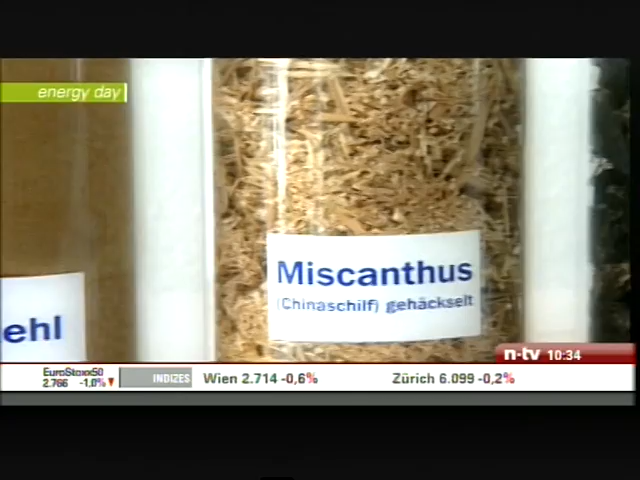 energy day
Miscanthus
(Chinaschilf) gehäckselt
ehl
n-tv 10:34
EuroStoxx50
2.766 -1,0%
INDIZES
Wien 2.714 -0,6%
Zürich 6.099 -0,2%